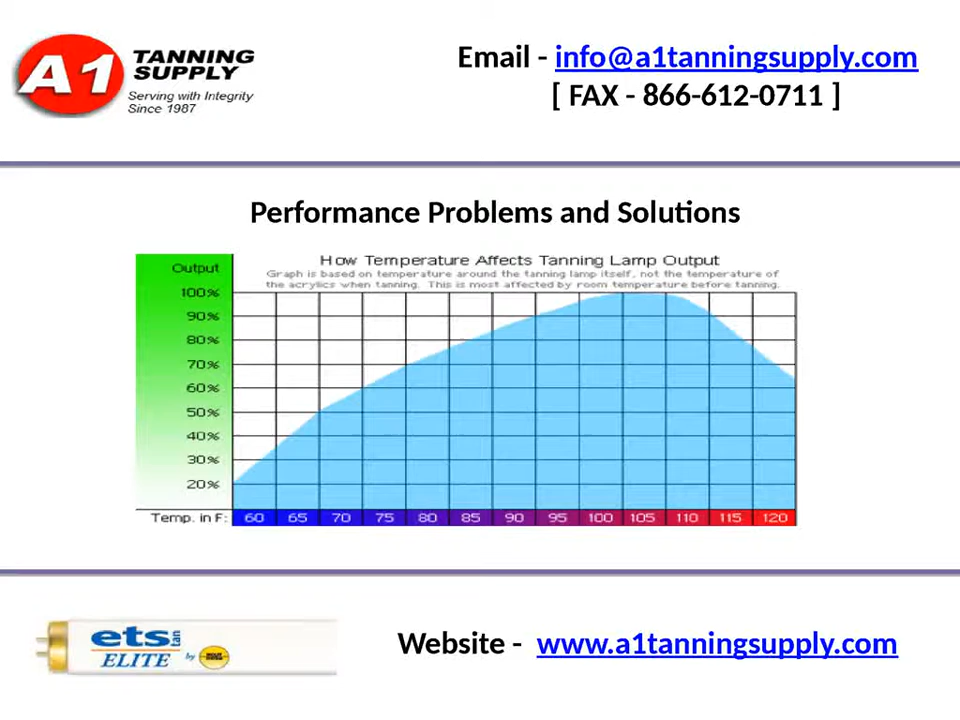 A1
TANNING
SUPPLY
Serving with Integrity
Since 1987
Email - info@a1tanningsupply.com
[ FAX - 866-612-0711 ]
Performance Problems and Solutions
How Temperature Affects Tanning Lamp Output
Graph is based on temperature around the tanning lamp itself, not the temperature of
the acrylics when tanning. This is most affected by room temperature before tanning.
Output
100%
90%
80%
70%
60%
50%
40%
30%
20%
Temp. in F: 60 65 70 75 80 85 90 95 100 105 110 115 120
ets tan
ELITE by
Website - www.a1tanningsupply.com